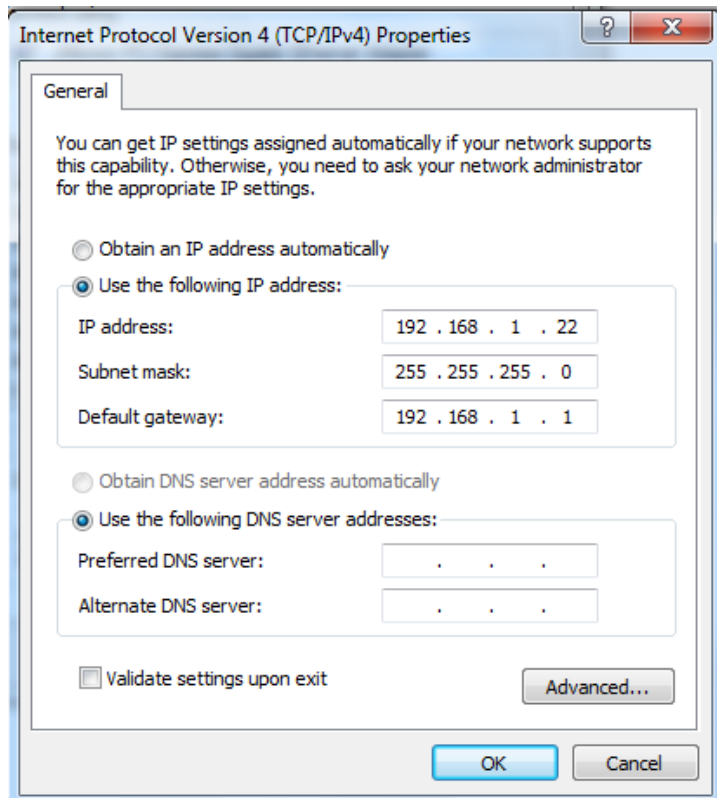 Internet Protocol Version 4 (TCP/IPv4) Properties
General
You can get IP settings assigned automatically if your network supports
this capability. Otherwise, you need to ask your network administrator
for the appropriate IP settings.
Obtain an IP address automatically
Use the following IP address:
IP address: 192 . 168 . 1 . 22
Subnet mask: 255 . 255 . 255 . 0
Default gateway: 192 . 168 . 1 . 1
Obtain DNS server address automatically
Use the following DNS server addresses:
Preferred DNS server: . . .
Alternate DNS server: . . .
Validate settings upon exit
Advanced...
OK Cancel